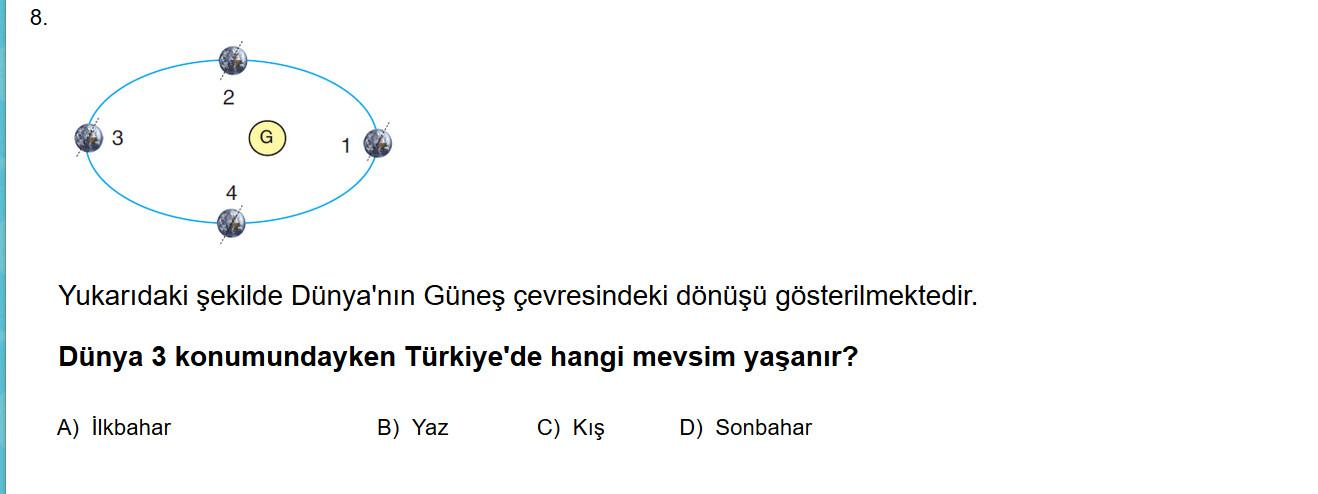 8.
2
3
G
1
4
Yukarıdaki şekilde Dünya'nın Güneş çevresindeki dönüşü gösterilmektedir.
Dünya 3 konumundayken Türkiye'de hangi mevsim yaşanır?
A) İlkbahar B) Yaz C) Kış D) Sonbahar